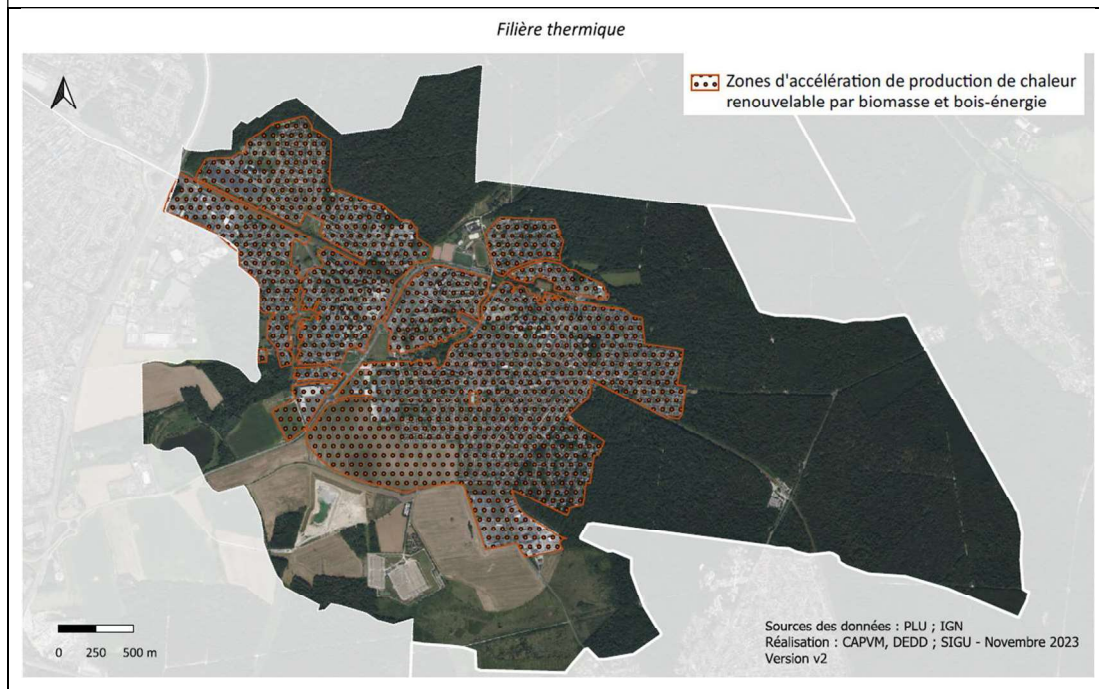 Filière thermique
Zones d'accélération de production de chaleur
renouvelable par biomasse et bois-énergie
Sources des données : PLU ; IGN
Réalisation : CAPVM, DEDD ; SIGU - Novembre 2023
Version v2
0 250 500 m